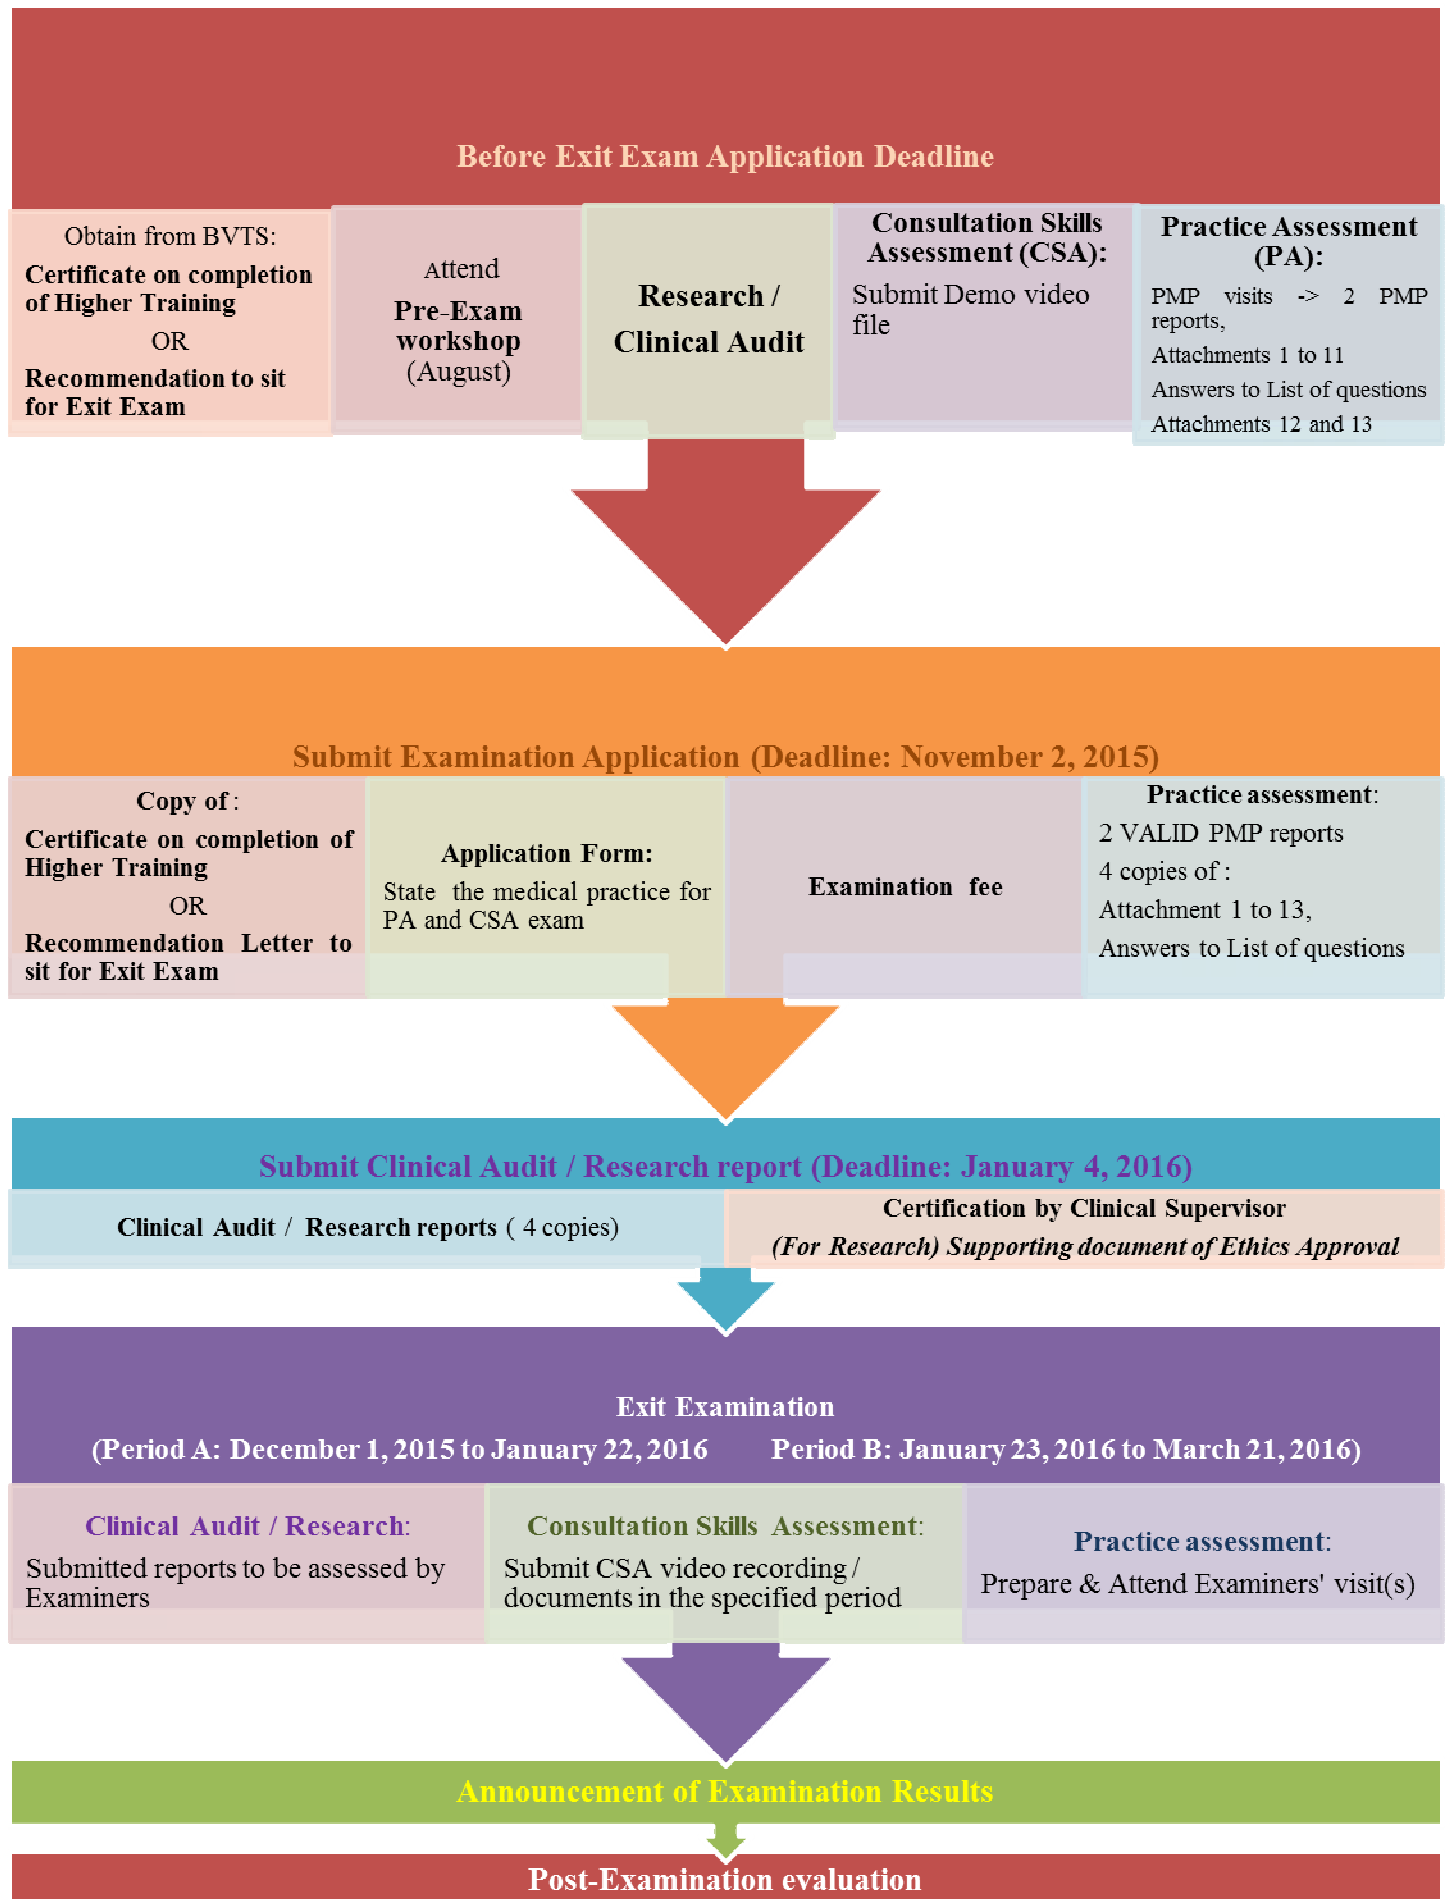 Before Exit Exam Application Deadline
Obtain from BVTS:
Certificate on completion
of Higher Training
OR
Recommendation to sit
for Exit Exam
Attend
Pre-Exam
workshop
(August)
Research /
Clinical Audit
Consultation Skills
Assessment (CSA):
Submit Demo video
file
Practice Assessment
(PA):
PMP visits -> 2 PMP
reports,
Attachments 1 to 11
Answers to List of questions
Attachments 12 and 13
Submit Examination Application (Deadline: November 2, 2015)
Copy of :
Certificate on completion of
Higher Training
OR
Recommendation Letter to
sit for Exit Exam
Application Form:
State the medical practice for
PA and CSA exam
Examination fee
Practice assessment:
2 VALID PMP reports
4 copies of :
Attachment 1 to 13,
Answers to List of questions
Submit Clinical Audit / Research report (Deadline: January 4, 2016)
Clinical Audit / Research reports ( 4 copies)
Certification by Clinical Supervisor
(For Research) Supporting document of Ethics Approval
Exit Examination
(Period A: December 1, 2015 to January 22, 2016 Period B: January 23, 2016 to March 21, 2016)
Clinical Audit / Research:
Submitted reports to be assessed by
Examiners
Consultation Skills Assessment:
Submit CSA video recording /
documents in the specified period
Practice assessment:
Prepare & Attend Examiners' visit(s)
Announcement of Examination Results
Post-Examination evaluation